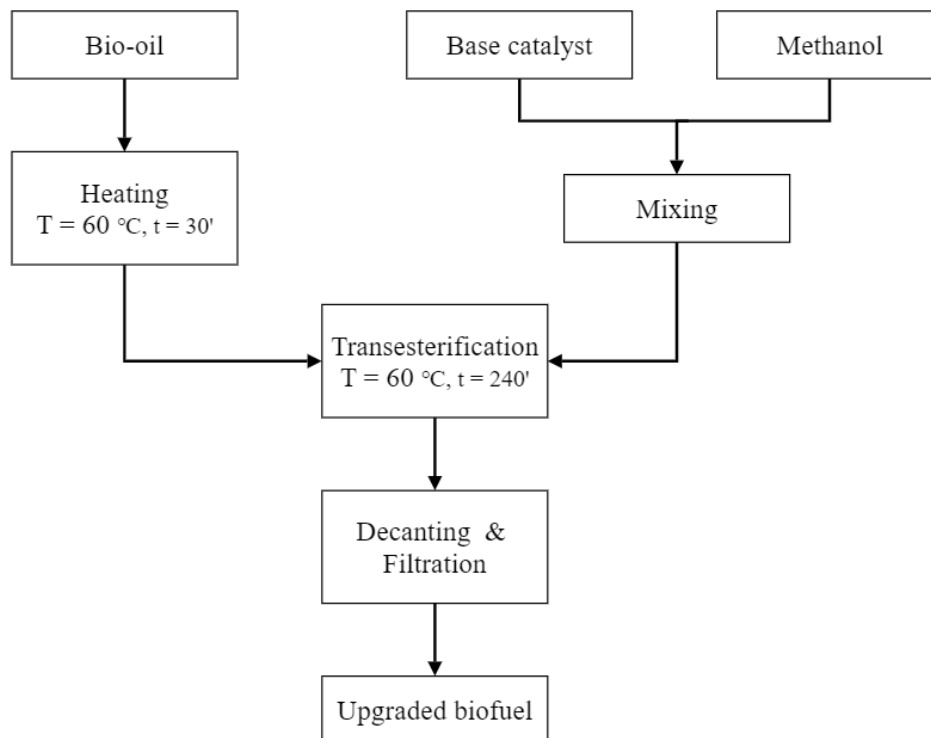 Bio-oil
Base catalyst
Methanol
Heating
T = 60 °C, t = 30'
Mixing
Transesterification
T = 60 °C, t = 240'
Decanting &
Filtration
Upgraded biofuel